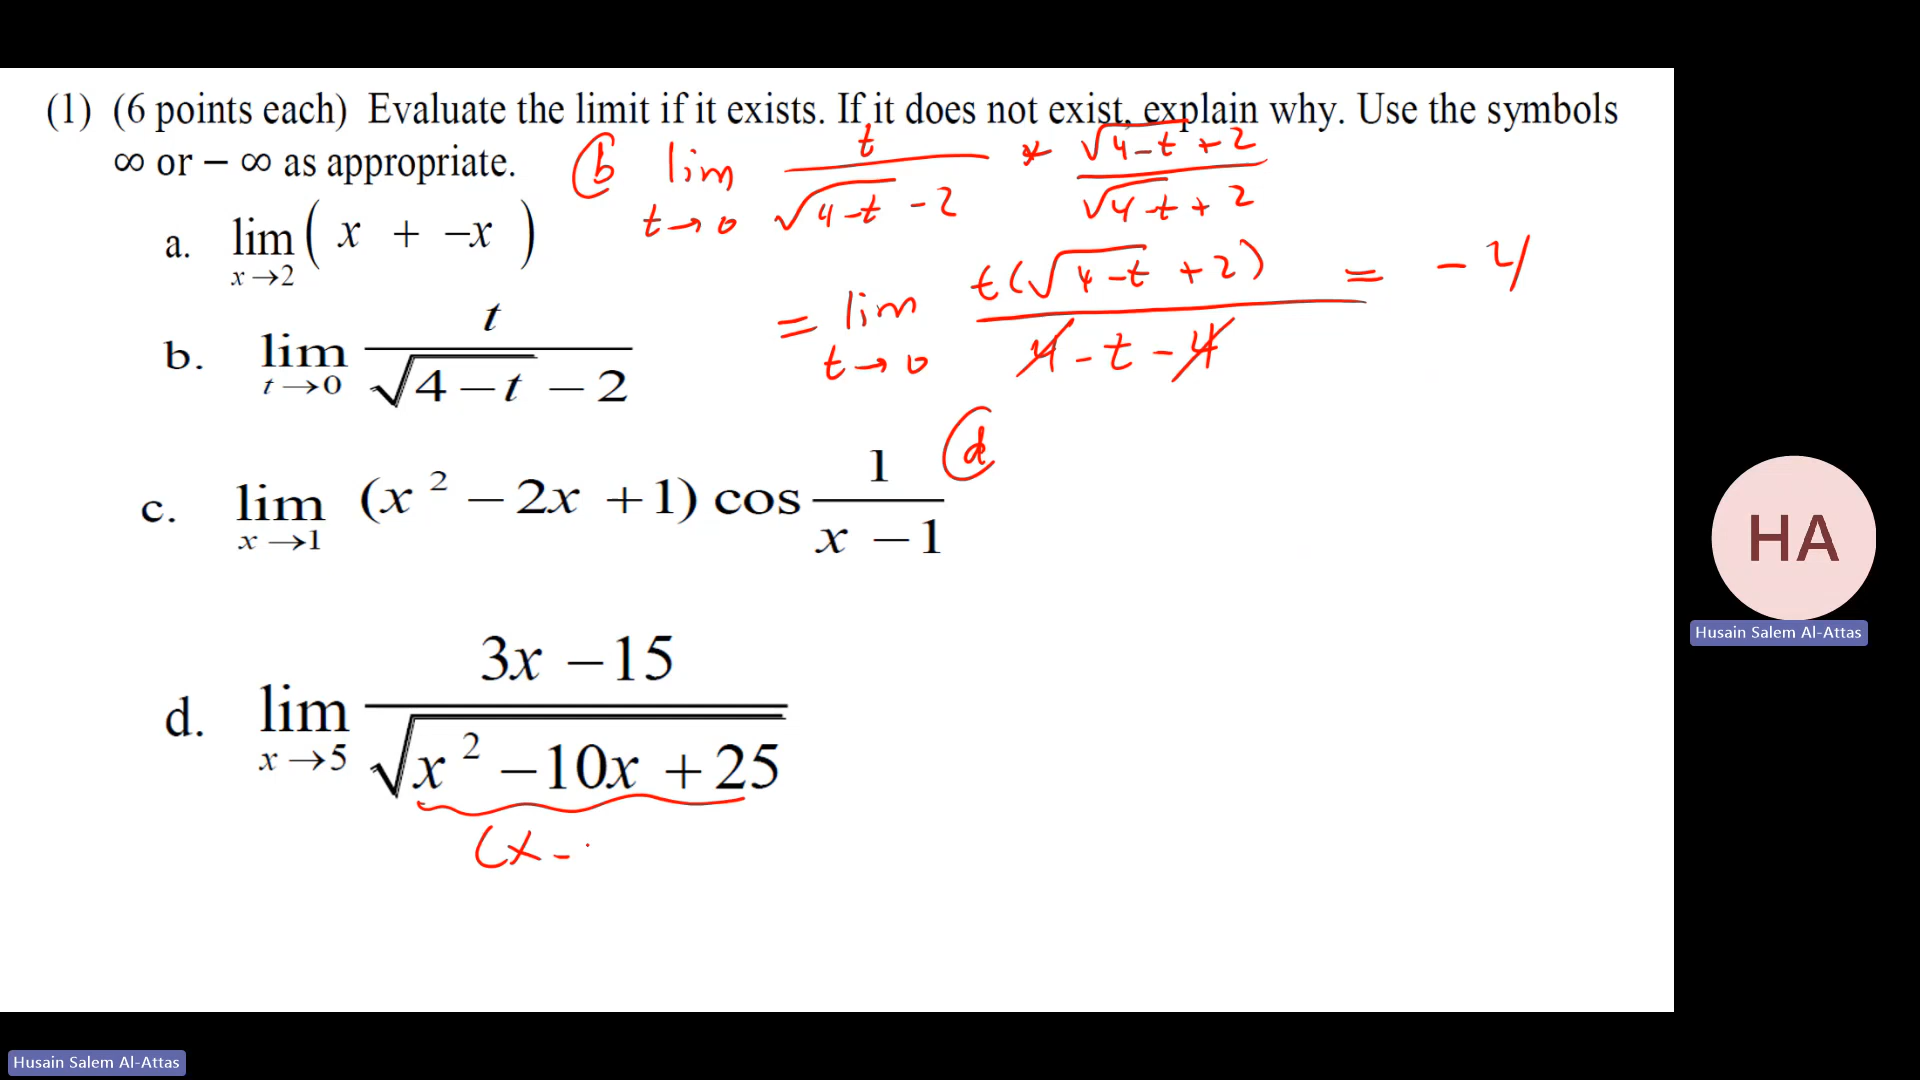 (1) (6 points each) Evaluate the limit if it exists. If it does not exist, explain why. Use the symbols
∞ or – ∞ as appropriate.
b lim t→0 t / (√(4-t) - 2) * (√(4-t) + 2) / (√(4-t) + 2)
a. lim x→2 ( x + −x )
= lim t→0 t(√(4-t) + 2) / (4 - t - 4) = -4
b. lim t→0 t / (√(4−t) − 2)
d
c. lim x→1 (x² − 2x + 1) cos 1 / (x − 1)
d. lim x→5 (3x − 15) / √(x² − 10x + 25)
(x -
HA
Husain Salem Al-Attas
Husain Salem Al-Attas